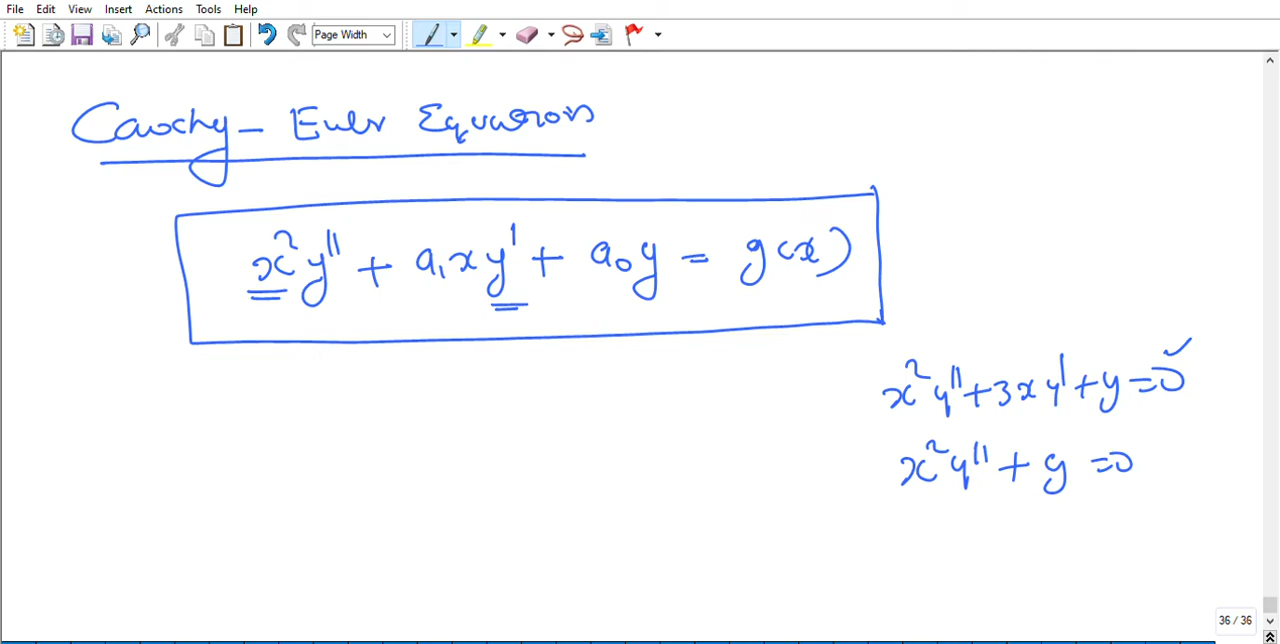 File Edit View Insert Actions Tools Help
Page Width
Cauchy - Euler Equations
x²y'' + a₁xy' + a₀y = g(x)
x²y'' + 3xy' + y = 0 ✓
x²y'' + y = 0
36 / 36